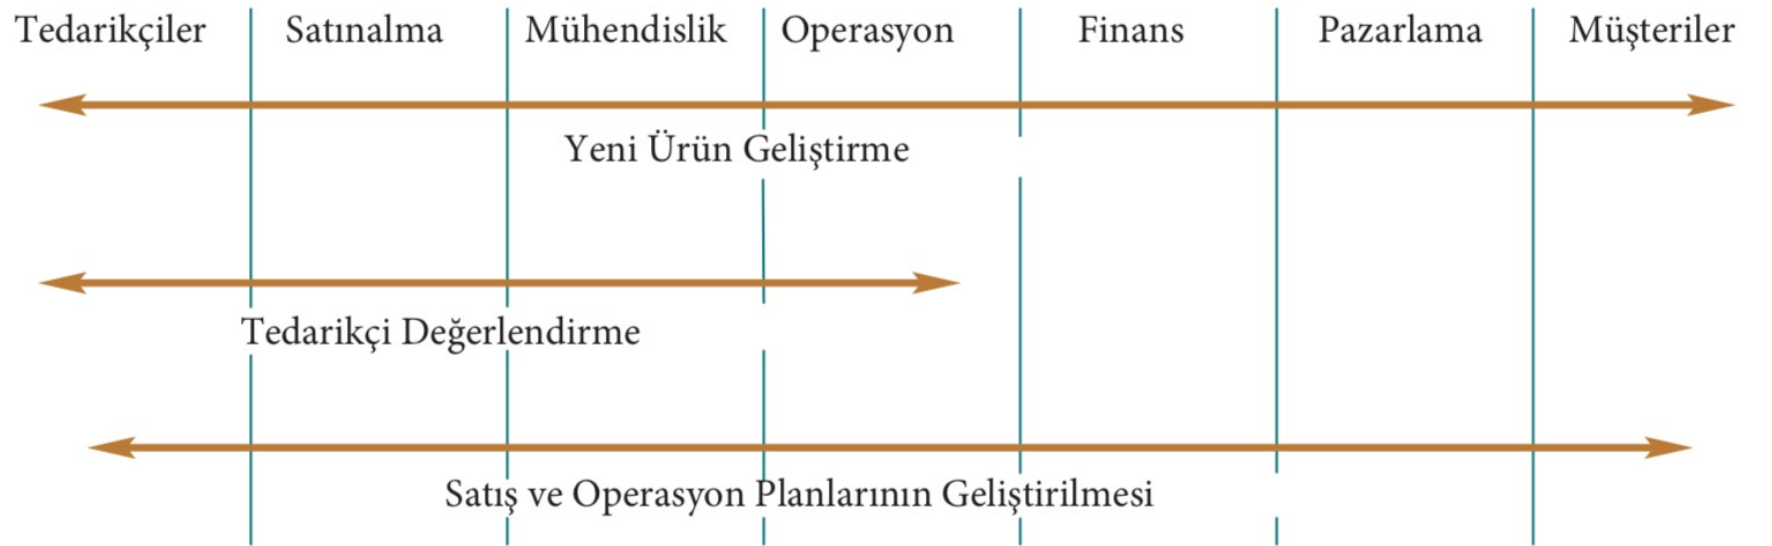 Tedarikçiler Satınalma Mühendislik Operasyon Finans Pazarlama Müşteriler
Yeni Ürün Geliştirme
Tedarikçi Değerlendirme
Satış ve Operasyon Planlarının Geliştirilmesi